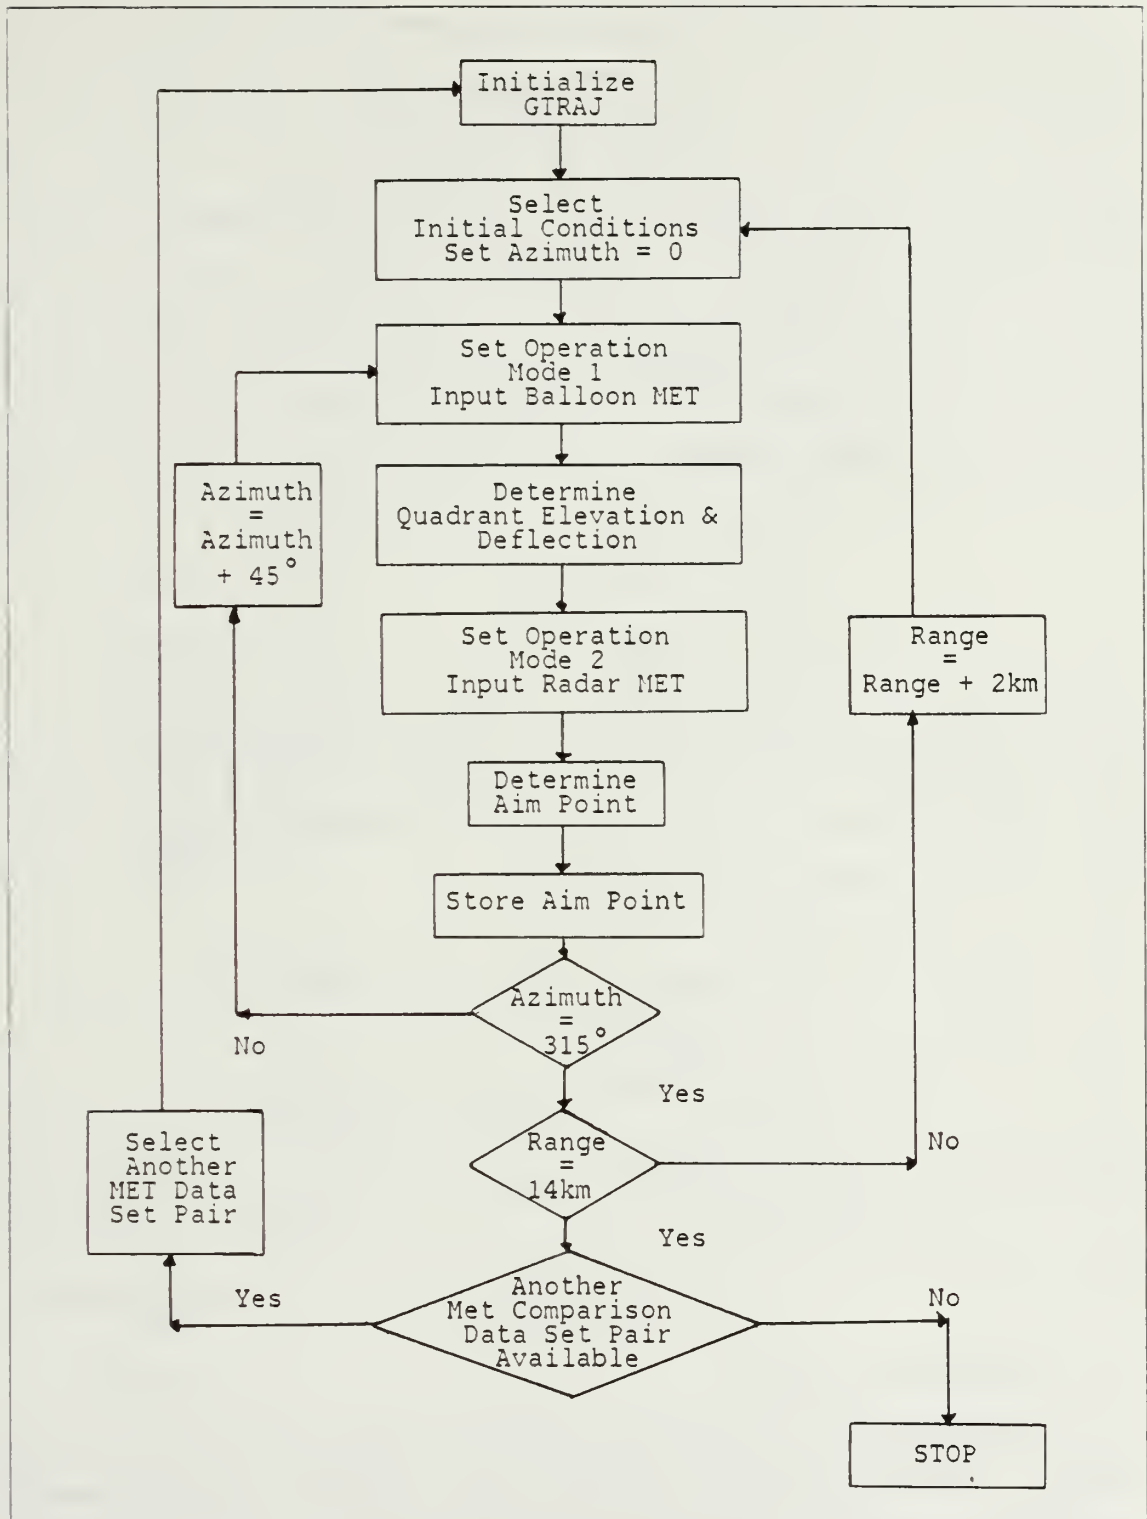 Initialize
GTRAJ
Select
Initial Conditions
Set Azimuth = 0
Set Operation
Mode 1
Input Balloon MET
Azimuth
=
Azimuth
+ 45°
Determine
Quadrant Elevation &
Deflection
Set Operation
Mode 2
Input Radar MET
Range
=
Range + 2km
Determine
Aim Point
Store Aim Point
Azimuth
=
315°
No
Yes
Range
=
14km
No
Select
Another
MET Data
Set Pair
Yes
Another
Met Comparison
Data Set Pair
Available
Yes
No
STOP